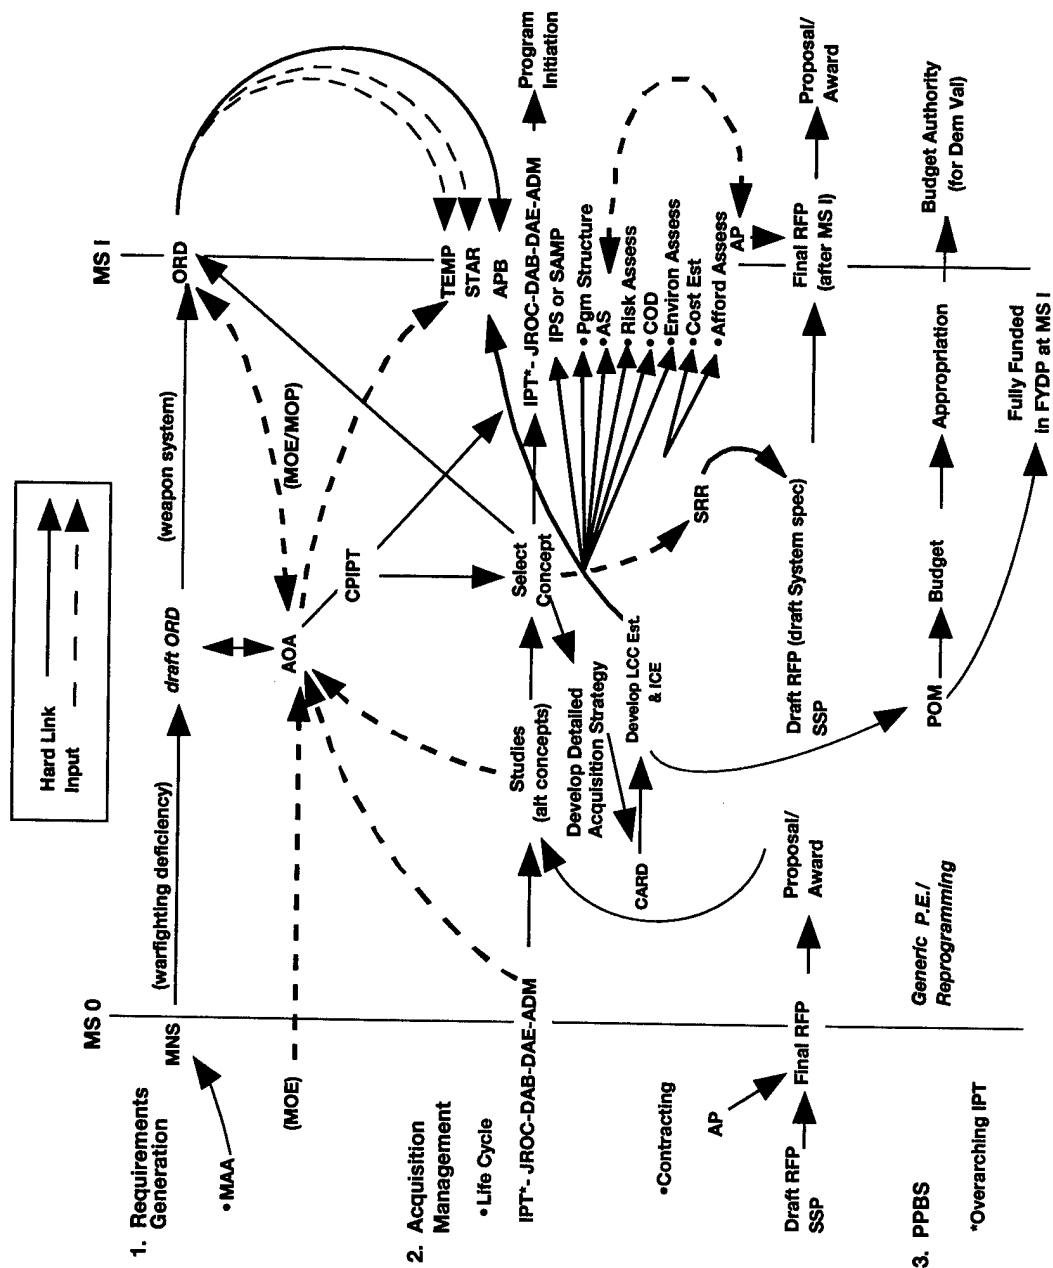 Hard Link
Input
MS 0
MS I
1. Requirements
Generation
•MAA
MNS
(warfighting deficiency)
draft ORD
(weapon system)
ORD
(MOE)
AOA
(MOE/MOP)
CPIPT
TEMP
STAR
APB
2. Acquisition
Management
•Life Cycle
IPT*- JROC-DAB-DAE-ADM
Studies
(alt concepts)
Select
Concept
IPT*- JROC-DAB-DAE-ADM
Program
Initiation
IPS or SAMP
•Pgm Structure
•AS
•Risk Assess
•COD
•Environ Assess
•Cost Est
•Afford Assess
Develop Detailed
Acquisition Strategy
CARD
Develop LCC Est.
& ICE
SRR
AP
•Contracting
AP
Draft RFP
SSP
Final RFP
Proposal/
Award
Draft RFP (draft System spec)
SSP
Final RFP
(after MS I)
Proposal/
Award
3. PPBS
Generic P.E./
Reprogramming
POM
Budget
Appropriation
Budget Authority
(for Dem Val)
Fully Funded
in FYDP at MS I
*Overarching IPT